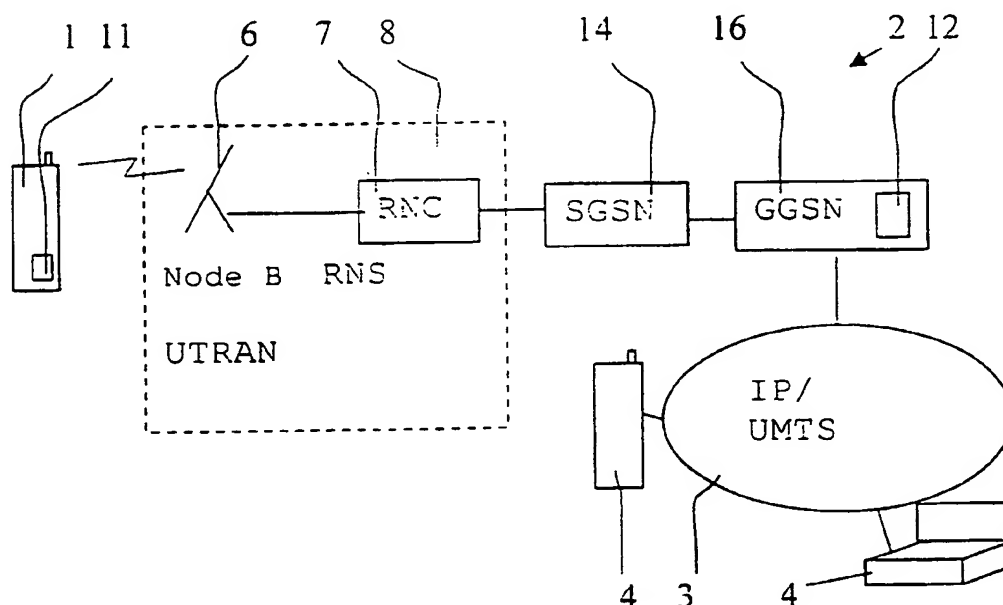 1 11 6 7 8 14 16 2 12
RNC SGSN GGSN
Node B RNS
UTRAN
IP/
UMTS
4 3 4